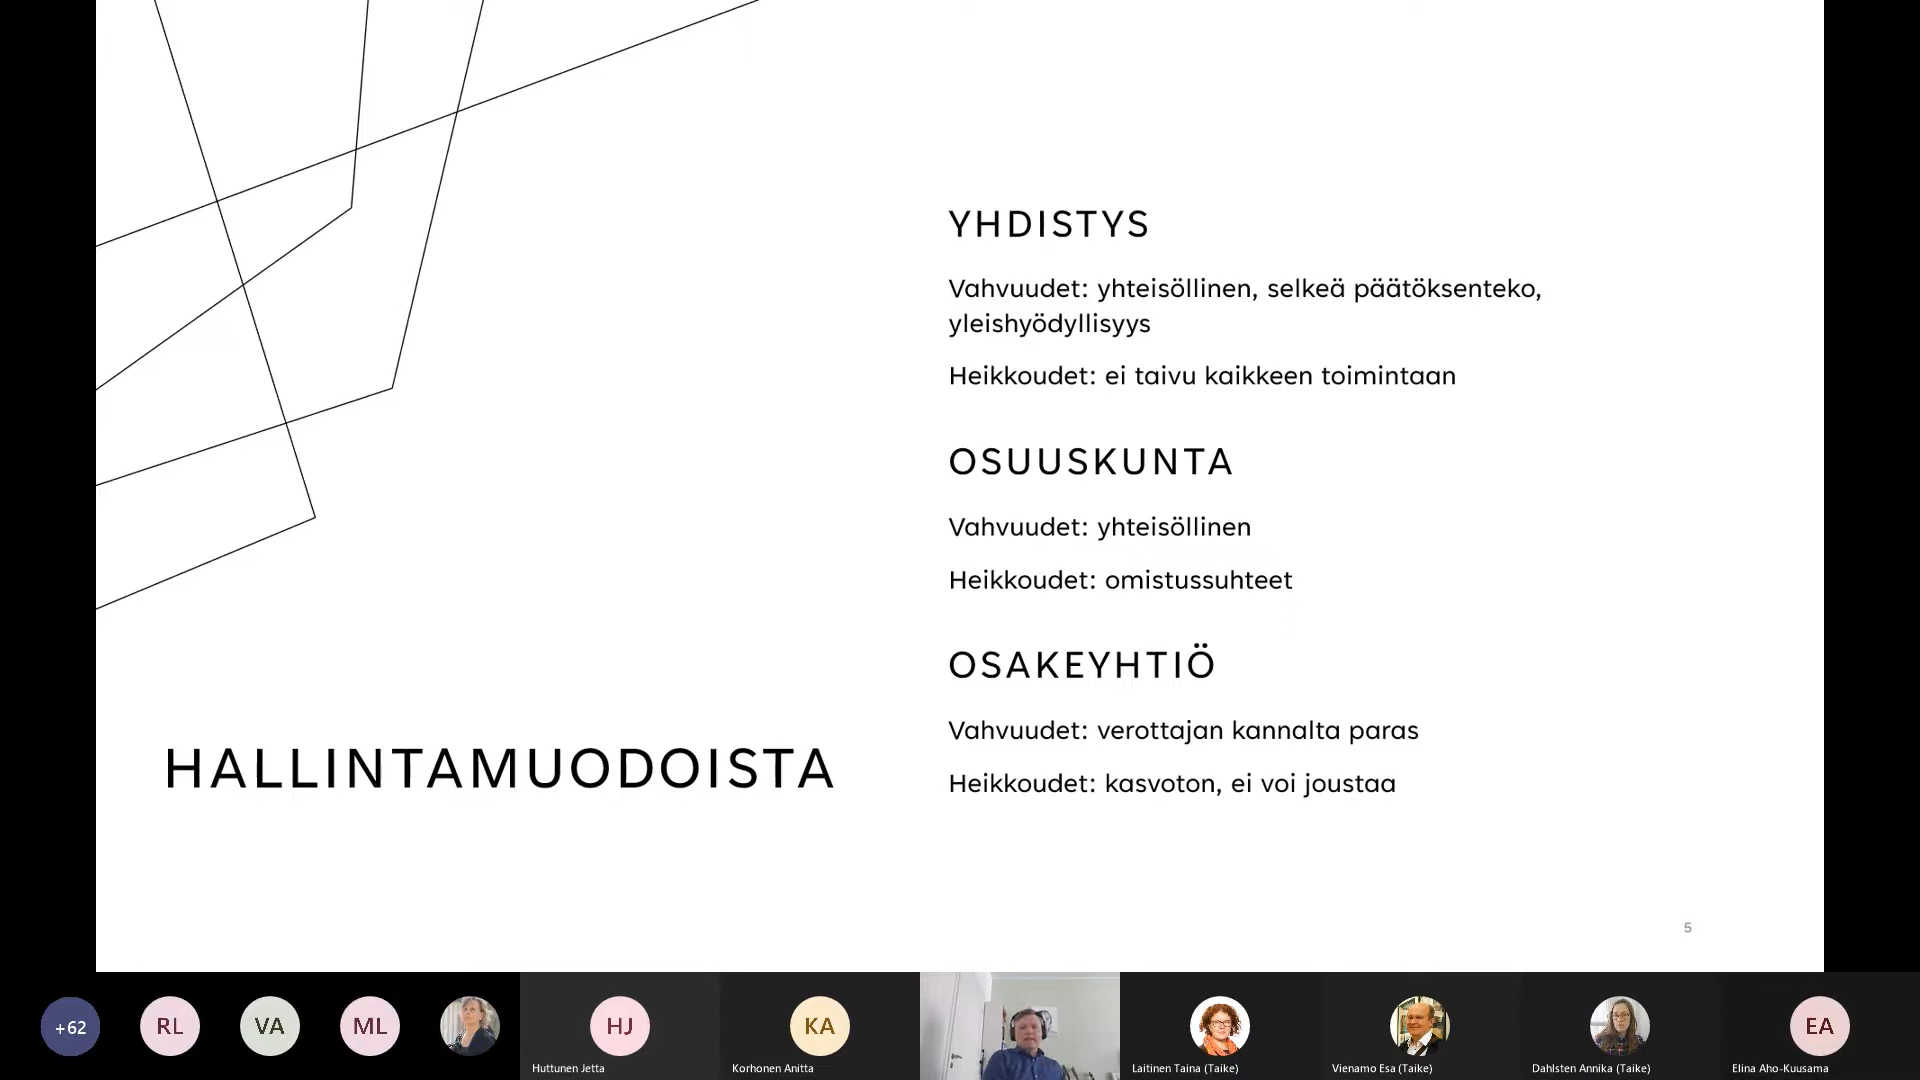 YHDISTYS
Vahvuudet: yhteisöllinen, selkeä päätöksenteko,
yleishyödyllisyys
Heikkoudet: ei taivu kaikkeen toimintaan
OSUUSKUNTA
Vahvuudet: yhteisöllinen
Heikkoudet: omistussuhteet
OSAKEYHTIÖ
Vahvuudet: verottajan kannalta paras
Heikkoudet: kasvoton, ei voi joustaa
HALLINTAMUODOISTA
5
+62
RL
VA
ML
HJ
Huttunen Jetta
KA
Korhonen Anitta
Laitinen Taina (Taike)
Vienamo Esa (Taike)
Dahlsten Annika (Taike)
EA
Elina Aho-Kuusama